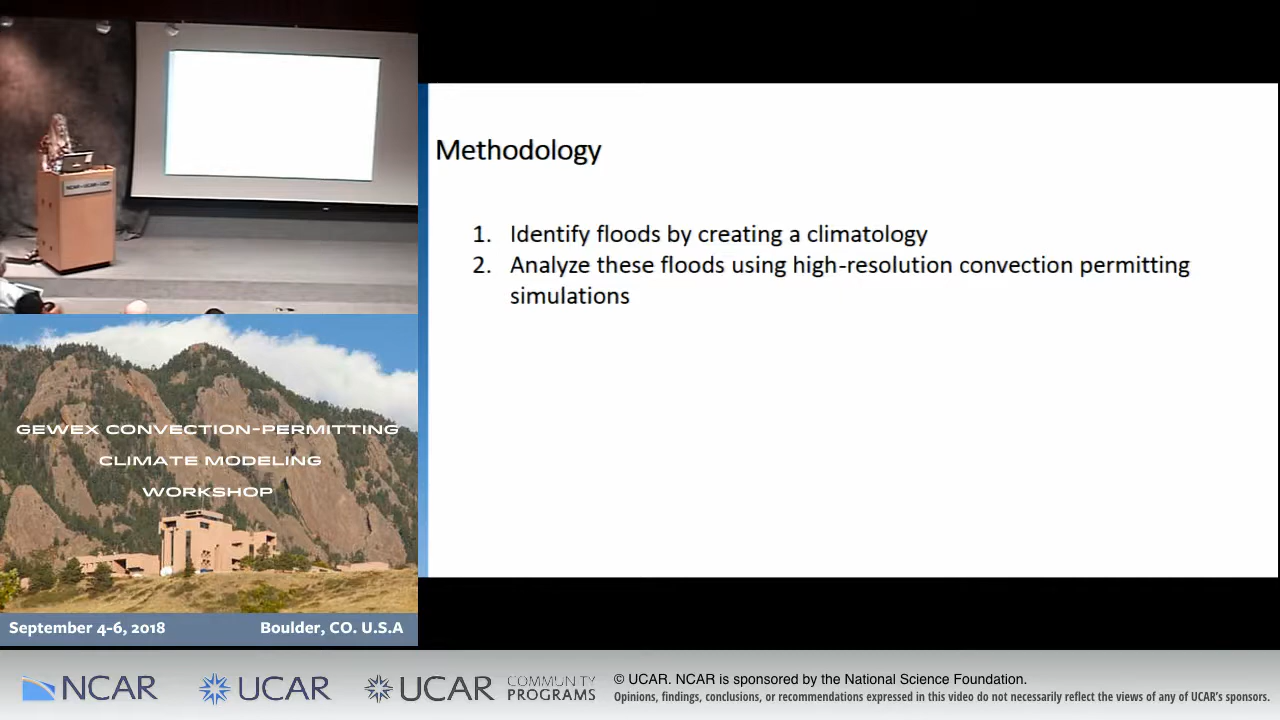 NCAR-UCAR-UCP
Methodology
1. Identify floods by creating a climatology
2. Analyze these floods using high-resolution convection permitting
simulations
GEWEX CONVECTION-PERMITTING
CLIMATE MODELING
WORKSHOP
September 4-6, 2018 Boulder, CO. U.S.A
NCAR UCAR UCAR COMMUNITY PROGRAMS
© UCAR. NCAR is sponsored by the National Science Foundation.
Opinions, findings, conclusions, or recommendations expressed in this video do not necessarily reflect the views of any of UCAR's sponsors.